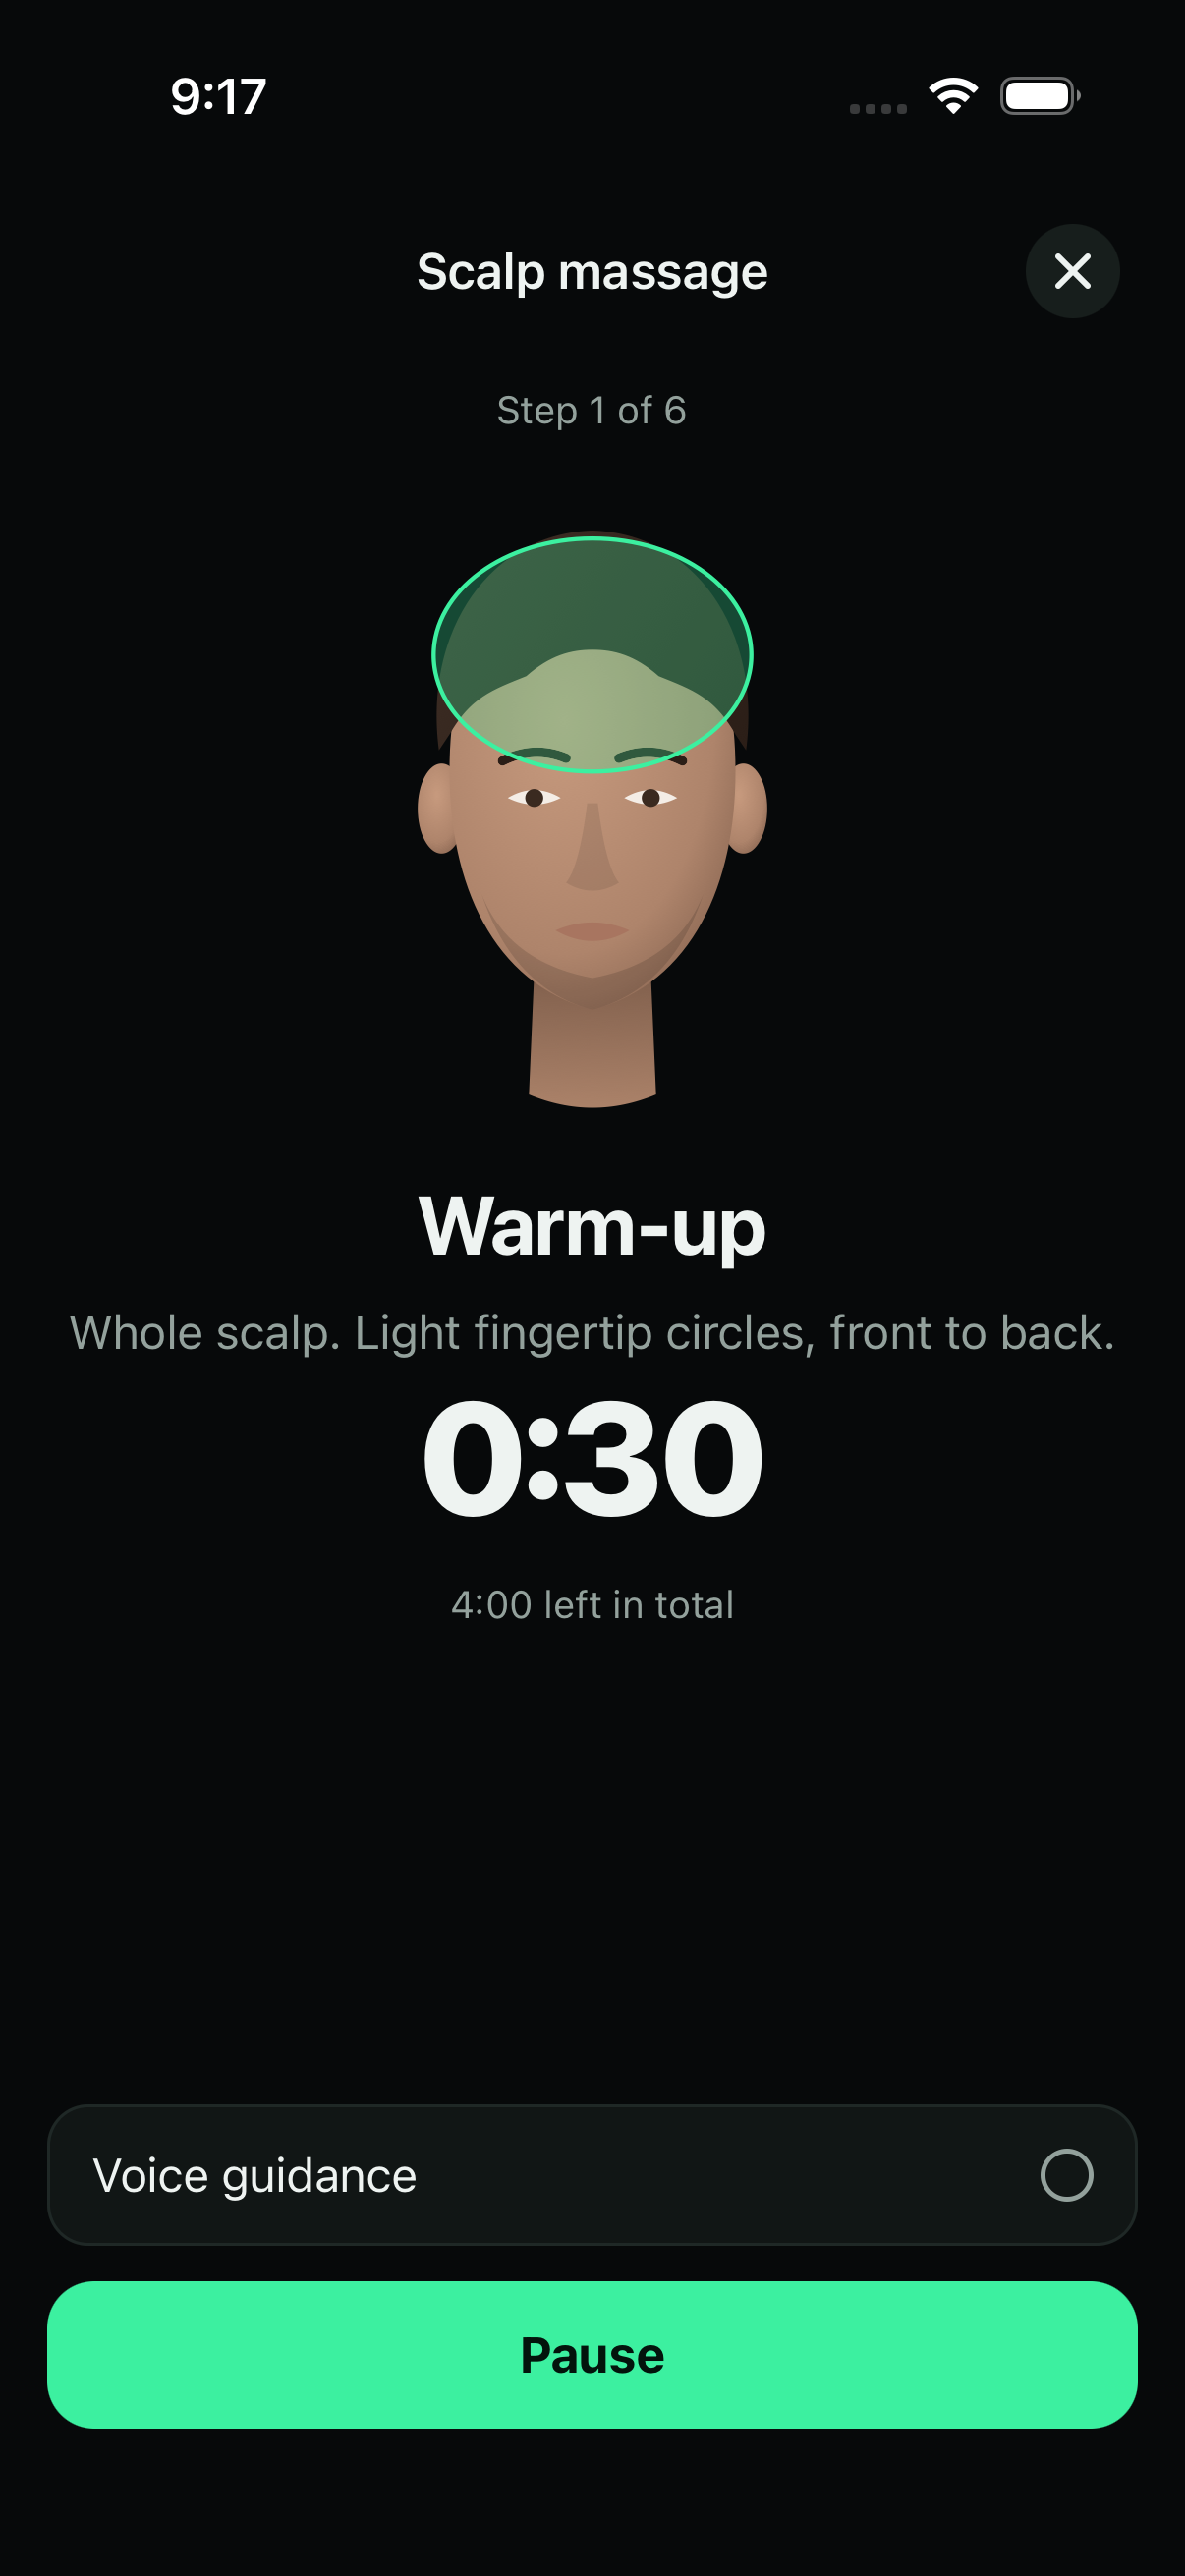 9:17
Scalp massage
Step 1 of 6
Warm-up
Whole scalp. Light fingertip circles, front to back.
0:30
4:00 left in total
Voice guidance
Pause